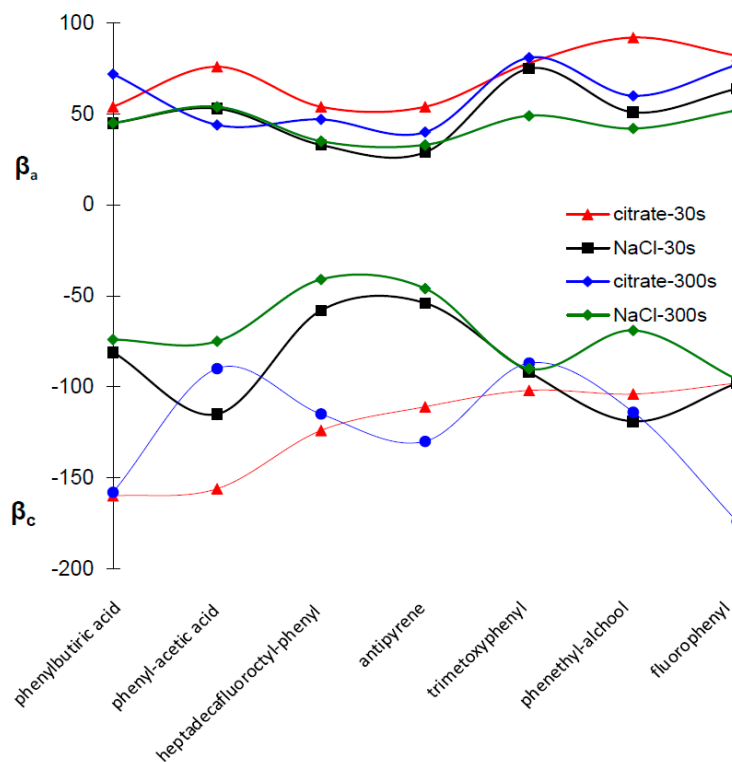 100
50
βa
0
citrate-30s
NaCl-30s
citrate-300s
NaCl-300s
-50
-100
-150
βc
-200
phenylbutiric acid
phenyl-acetic acid
heptadecafluoroctyl-phenyl
antipyrene
trimetoxyphenyl
phenethyl-alchool
fluorophenyl